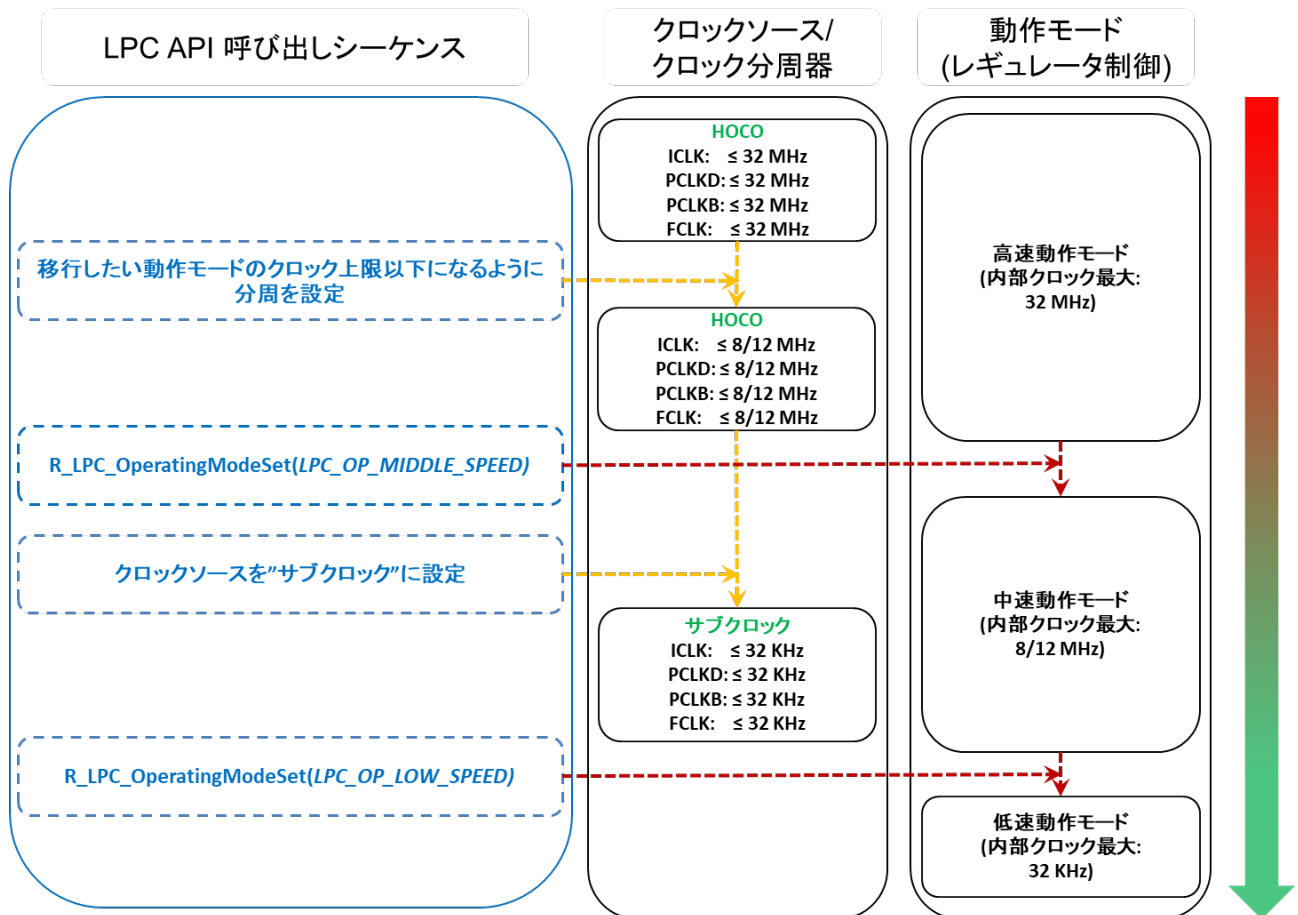 LPC API 呼び出しシーケンス
クロックソース/
クロック分周器
動作モード
(レギュレータ制御)
HOCO
ICLK: ≤ 32 MHz
PCLKD: ≤ 32 MHz
PCLKB: ≤ 32 MHz
FCLK: ≤ 32 MHz
高速動作モード
(内部クロック最大:
32 MHz)
移行したい動作モードのクロック上限以下になるように
分周を設定
HOCO
ICLK: ≤ 8/12 MHz
PCLKD: ≤ 8/12 MHz
PCLKB: ≤ 8/12 MHz
FCLK: ≤ 8/12 MHz
R_LPC_OperatingModeSet(LPC_OP_MIDDLE_SPEED)
クロックソースを”サブクロック”に設定
中速動作モード
(内部クロック最大:
8/12 MHz)
サブクロック
ICLK: ≤ 32 KHz
PCLKD: ≤ 32 KHz
PCLKB: ≤ 32 KHz
FCLK: ≤ 32 KHz
R_LPC_OperatingModeSet(LPC_OP_LOW_SPEED)
低速動作モード
(内部クロック最大:
32 KHz)